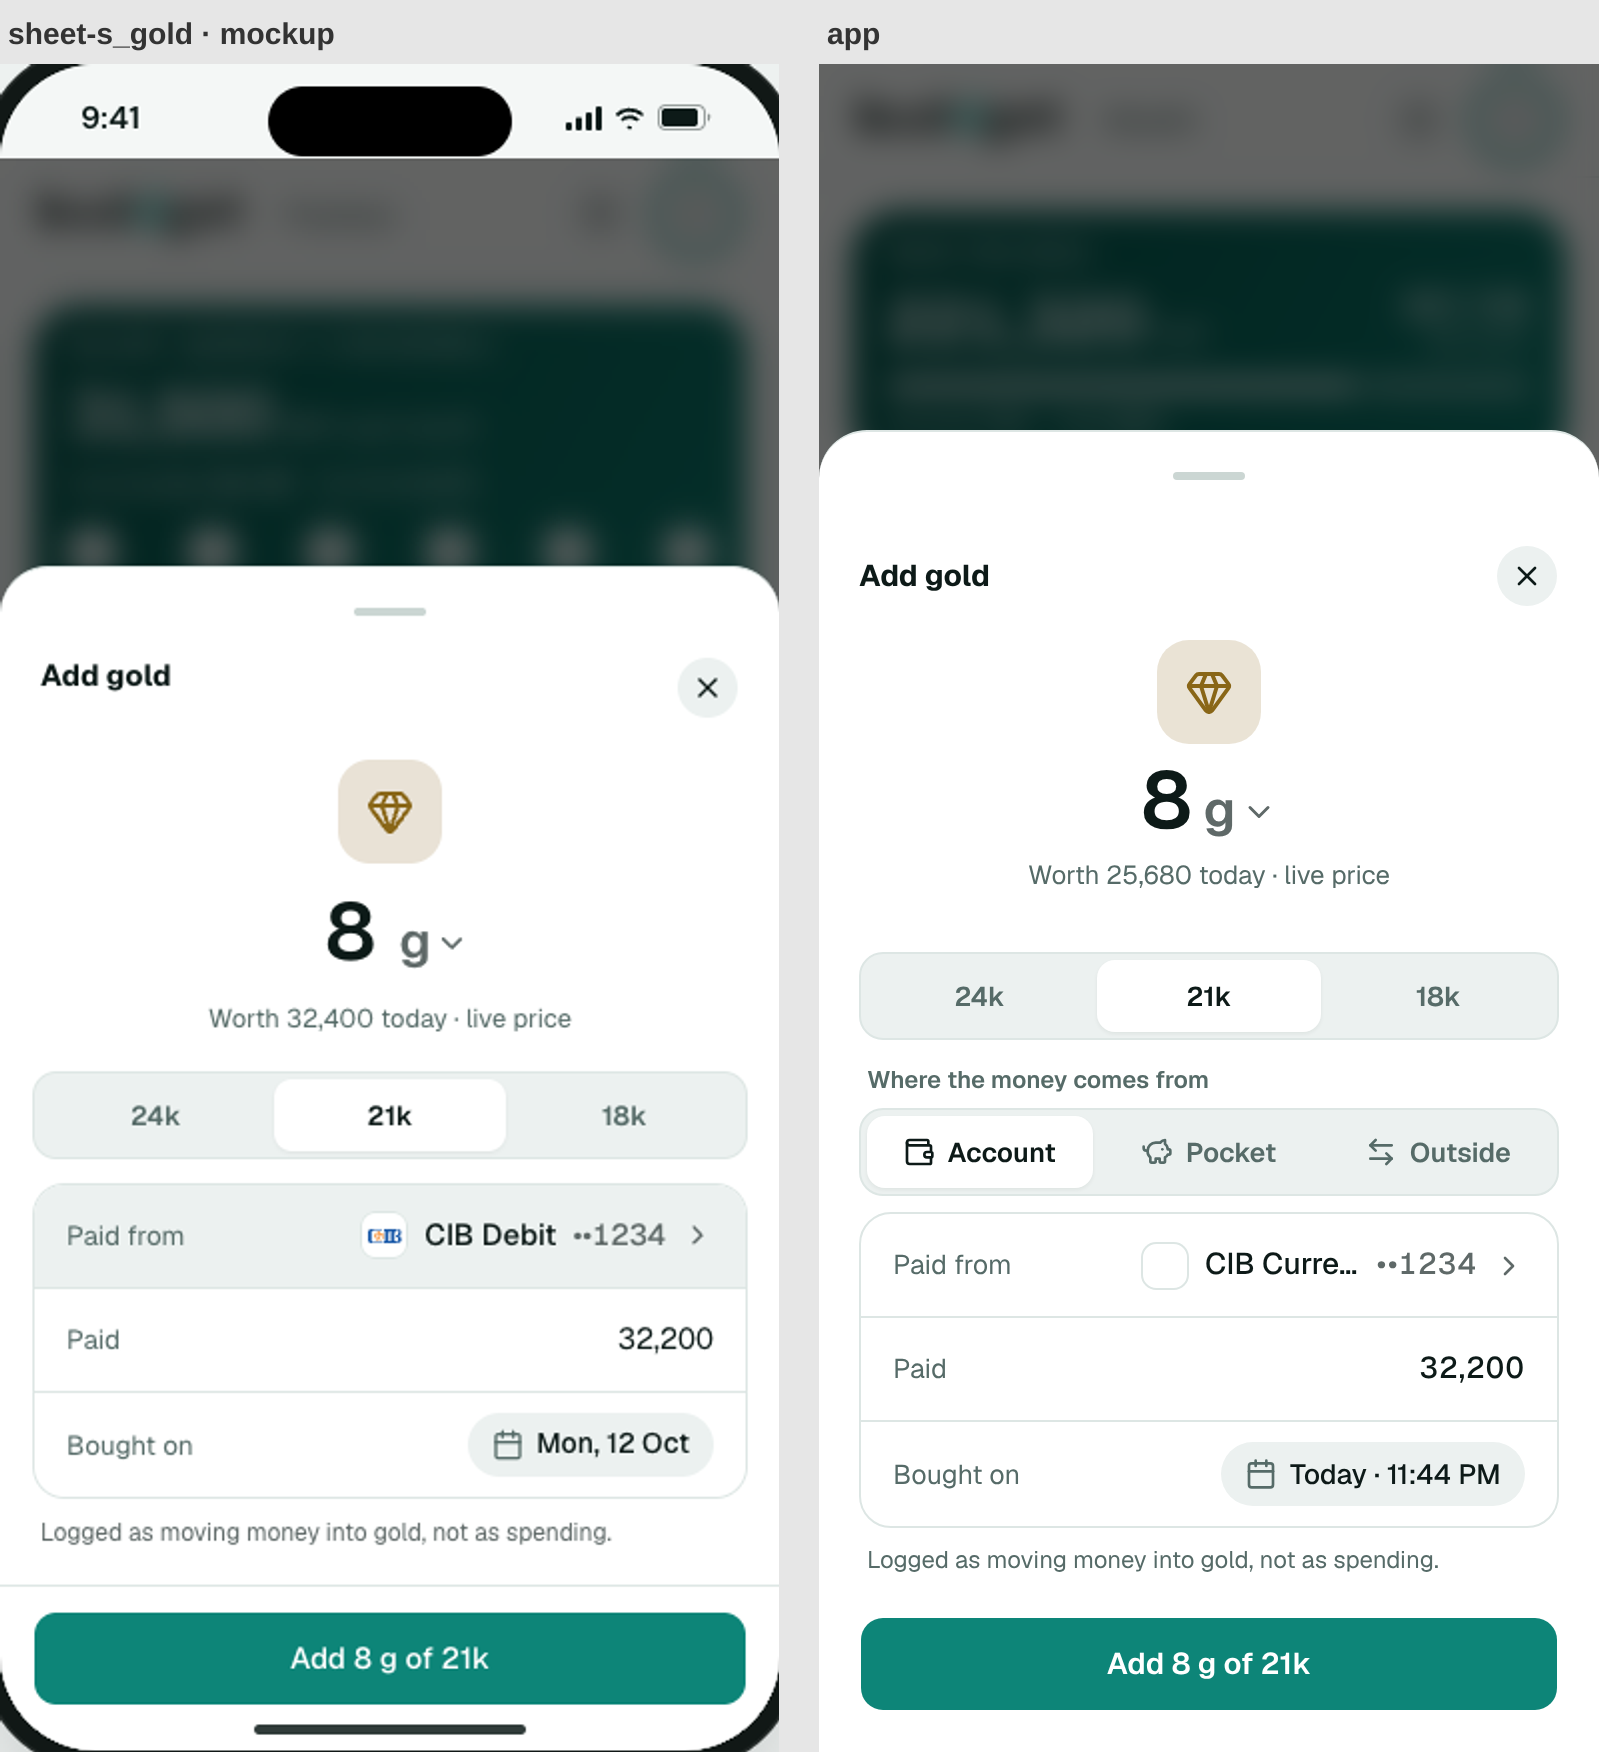 sheet-s_gold · mockup
9:41
Add gold
8 g
Worth 32,400 today · live price
24k 21k 18k
Paid from CIB CIB Debit ••1234
Paid 32,200
Bought on Mon, 12 Oct
Logged as moving money into gold, not as spending.
Add 8 g of 21k
app
Add gold
8 g
Worth 25,680 today · live price
24k 21k 18k
Where the money comes from
Account Pocket Outside
Paid from CIB Curre... ••1234
Paid 32,200
Bought on Today · 11:44 PM
Logged as moving money into gold, not as spending.
Add 8 g of 21k